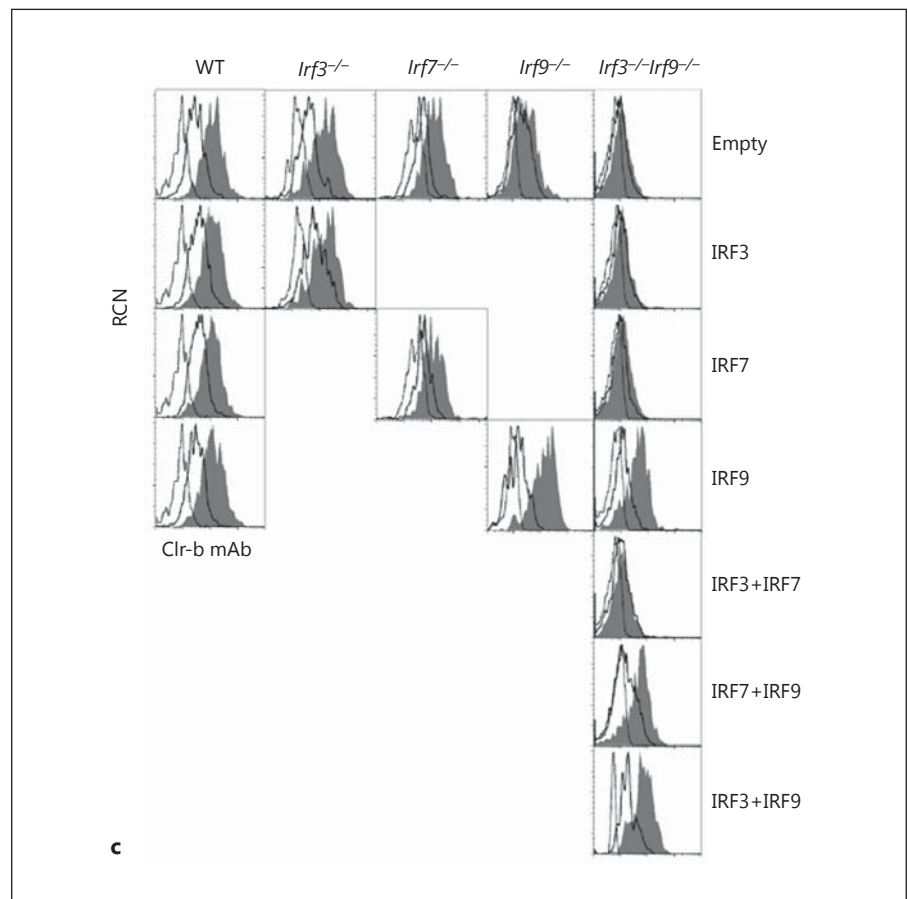 WT Irf3–/– Irf7–/– Irf9–/– Irf3–/–Irf9–/–
Empty
IRF3
RCN
IRF7
IRF9
Clr-b mAb
IRF3+IRF7
IRF7+IRF9
IRF3+IRF9
c